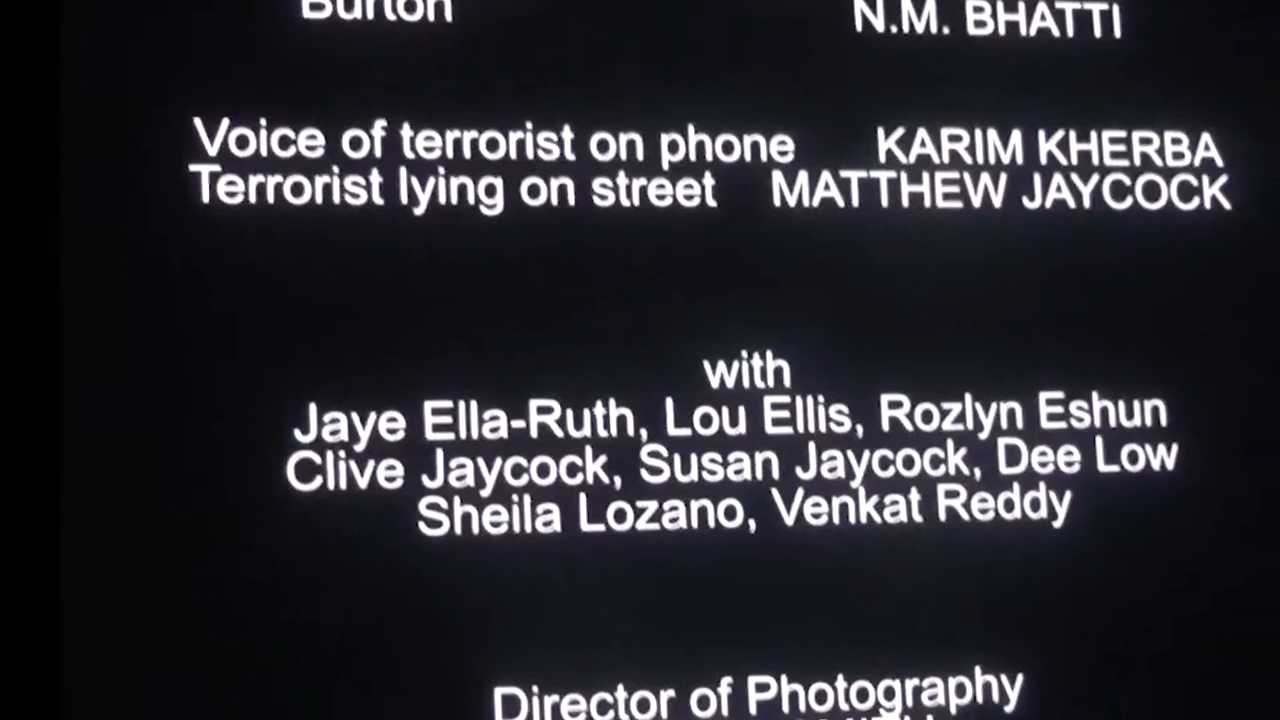 Burton N.M. BHATTI
Voice of terrorist on phone KARIM KHERBA
Terrorist lying on street MATTHEW JAYCOCK
with
Jaye Ella-Ruth, Lou Ellis, Rozlyn Eshun
Clive Jaycock, Susan Jaycock, Dee Low
Sheila Lozano, Venkat Reddy
Director of Photography